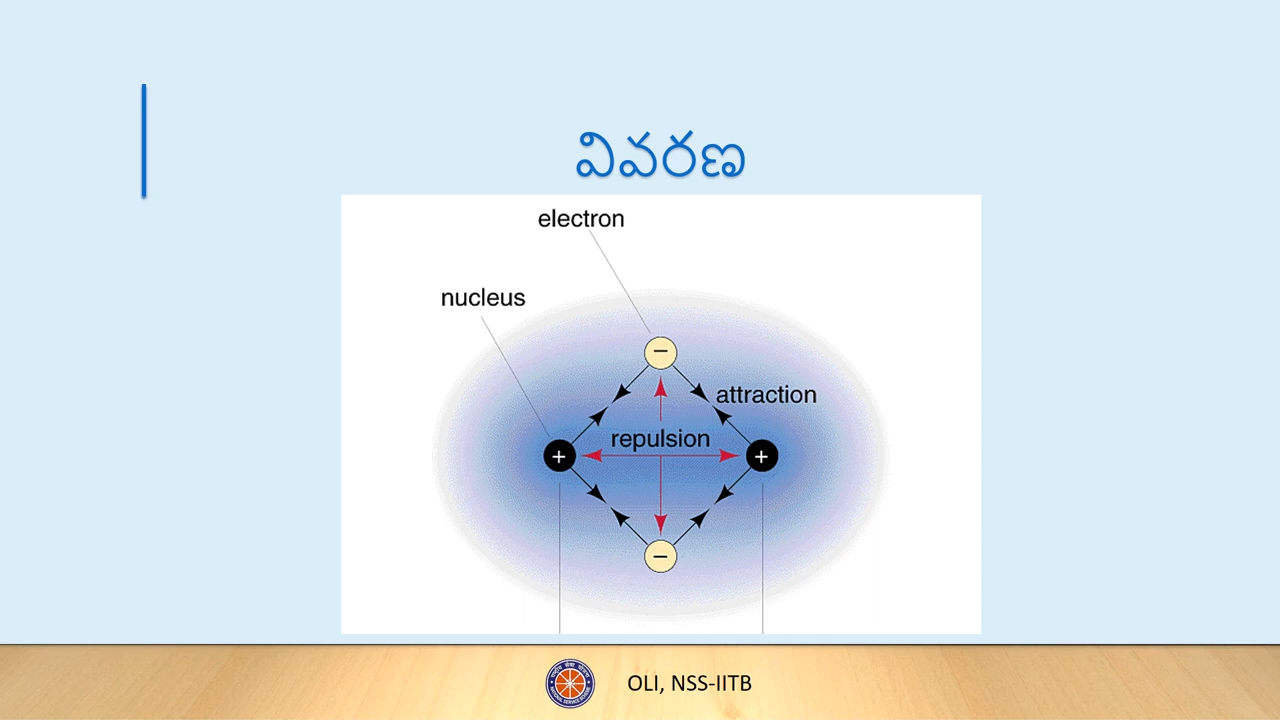 వివరణ
electron
nucleus
attraction
repulsion
OLI, NSS-IITB